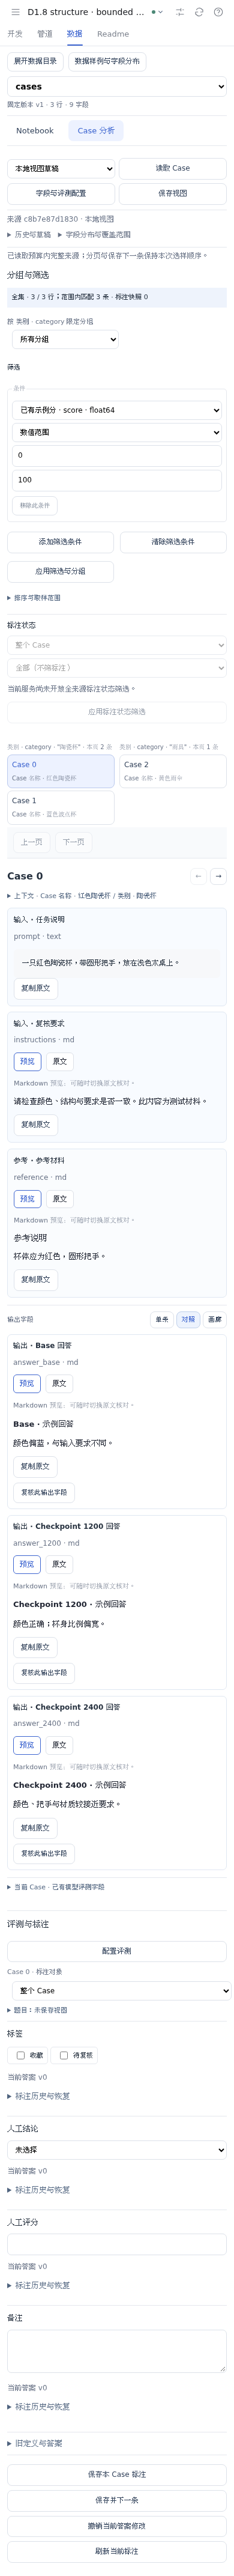 D1.8 structure · bounded ...
开发 管道 数据 Readme
展开数据目录 数据样例与字段分布
cases
固定版本 v1 · 3 行 · 9 字段
Notebook Case 分析
本地视图草稿 读取 Case
字段与评测配置 保存视图
来源 c8b7e87d1830 · 本地视图
历史与草稿 字段分布与覆盖范围
已读取预算内完整来源；分页与保存下一条保持本次选择顺序。
分组与筛选
全集 · 3 / 3 行；范围内匹配 3 条 · 标注快照 0
按 类别 · category 限定分组
所有分组
筛选
条件
已有示例分 · score · float64
数值范围
0
100
移除此条件
添加筛选条件 清除筛选条件
应用筛选与分组
排序与取样范围
标注状态
整个 Case
全部（不筛标注）
当前服务尚未开放全来源标注状态筛选。
应用标注状态筛选
类别 · category · "陶瓷杯" · 本页 2 条 类别 · category · "雨具" · 本页 1 条
Case 0
Case 名称 · 红色陶瓷杯
Case 2
Case 名称 · 黄色雨伞
Case 1
Case 名称 · 蓝色玻璃杯
上一页 下一页
Case 0 ← →
上下文 · Case 名称 · 红色陶瓷杯 / 类别 · 陶瓷杯
输入 · 任务说明
prompt · text
一只红色陶瓷杯，带圆形把手，放在浅色木桌上。
复制原文
输入 · 复核要求
instructions · md
预览 原文
Markdown 预览；可随时切换原文核对。
请检查颜色、结构与要求是否一致。此内容为测试材料。
复制原文
参考 · 参考材料
reference · md
预览 原文
Markdown 预览；可随时切换原文核对。
参考说明
杯体应为红色，圆形把手。
复制原文
输出字段 单条 对照 画廊
输出 · Base 回答
answer_base · md
预览 原文
Markdown 预览；可随时切换原文核对。
Base · 示例回答
颜色偏蓝，与输入要求不同。
复制原文
复核此输出字段
输出 · Checkpoint 1200 回答
answer_1200 · md
预览 原文
Markdown 预览；可随时切换原文核对。
Checkpoint 1200 · 示例回答
颜色正确；杯身比例偏宽。
复制原文
复核此输出字段
输出 · Checkpoint 2400 回答
answer_2400 · md
预览 原文
Markdown 预览；可随时切换原文核对。
Checkpoint 2400 · 示例回答
颜色、把手与材质较接近要求。
复制原文
复核此输出字段
当前 Case · 已有模型评测字段
评测与标注
配置评测
Case 0 · 标注对象
整个 Case
题目：未保存视图
标签
收藏 待复核
当前答案 v0
标注历史与恢复
人工结论
未选择
当前答案 v0
标注历史与恢复
人工评分
当前答案 v0
标注历史与恢复
备注
当前答案 v0
标注历史与恢复
旧定义与答案
保存本 Case 标注
保存并下一条
撤销当前答案修改
刷新当前标注